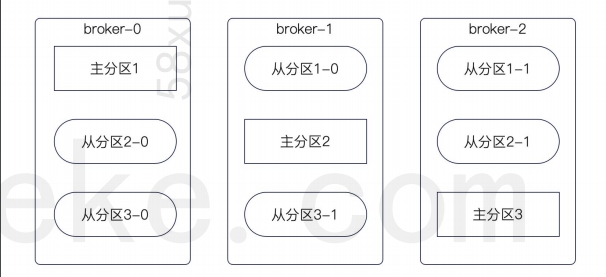 broker-0
主分区1
从分区2-0
从分区3-0
broker-1
从分区1-0
主分区2
从分区3-1
broker-2
从分区1-1
从分区2-1
主分区3
58xu
eke. com